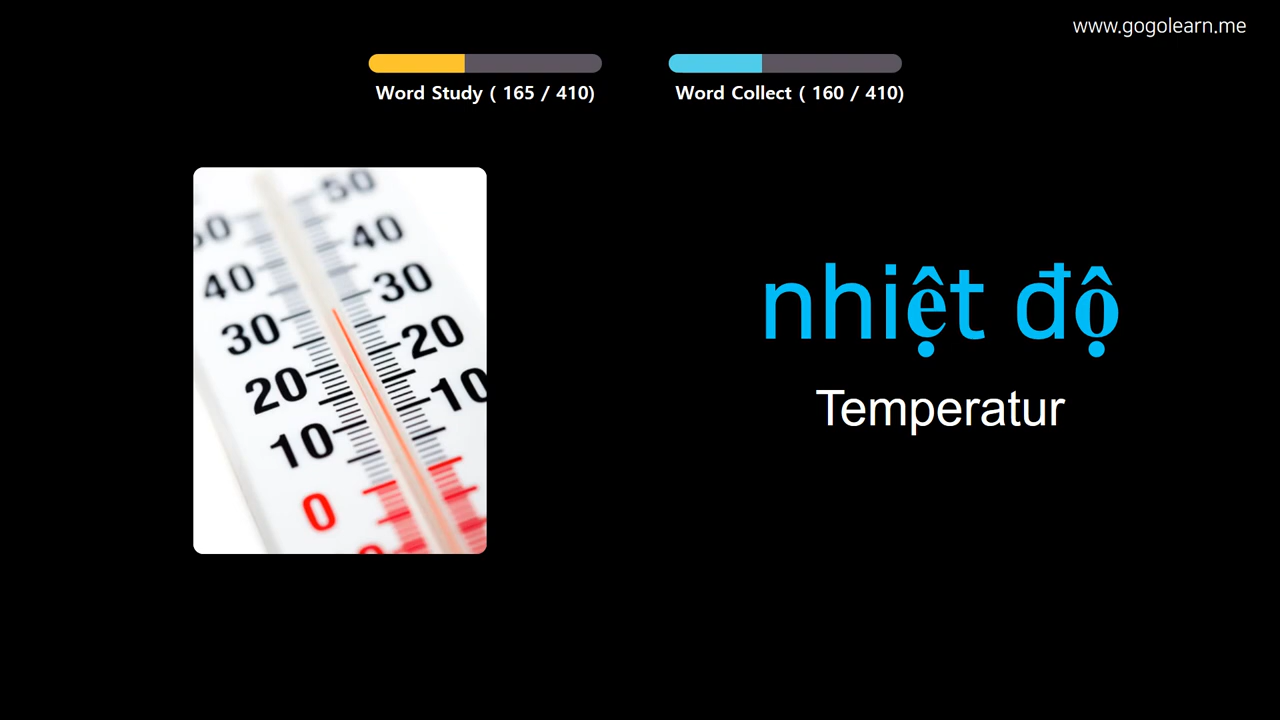 www.gogolearn.me
Word Study ( 165 / 410)
Word Collect ( 160 / 410)
50
50
40
40
30
30
20
20
10
10
0
nhiệt độ
Temperatur